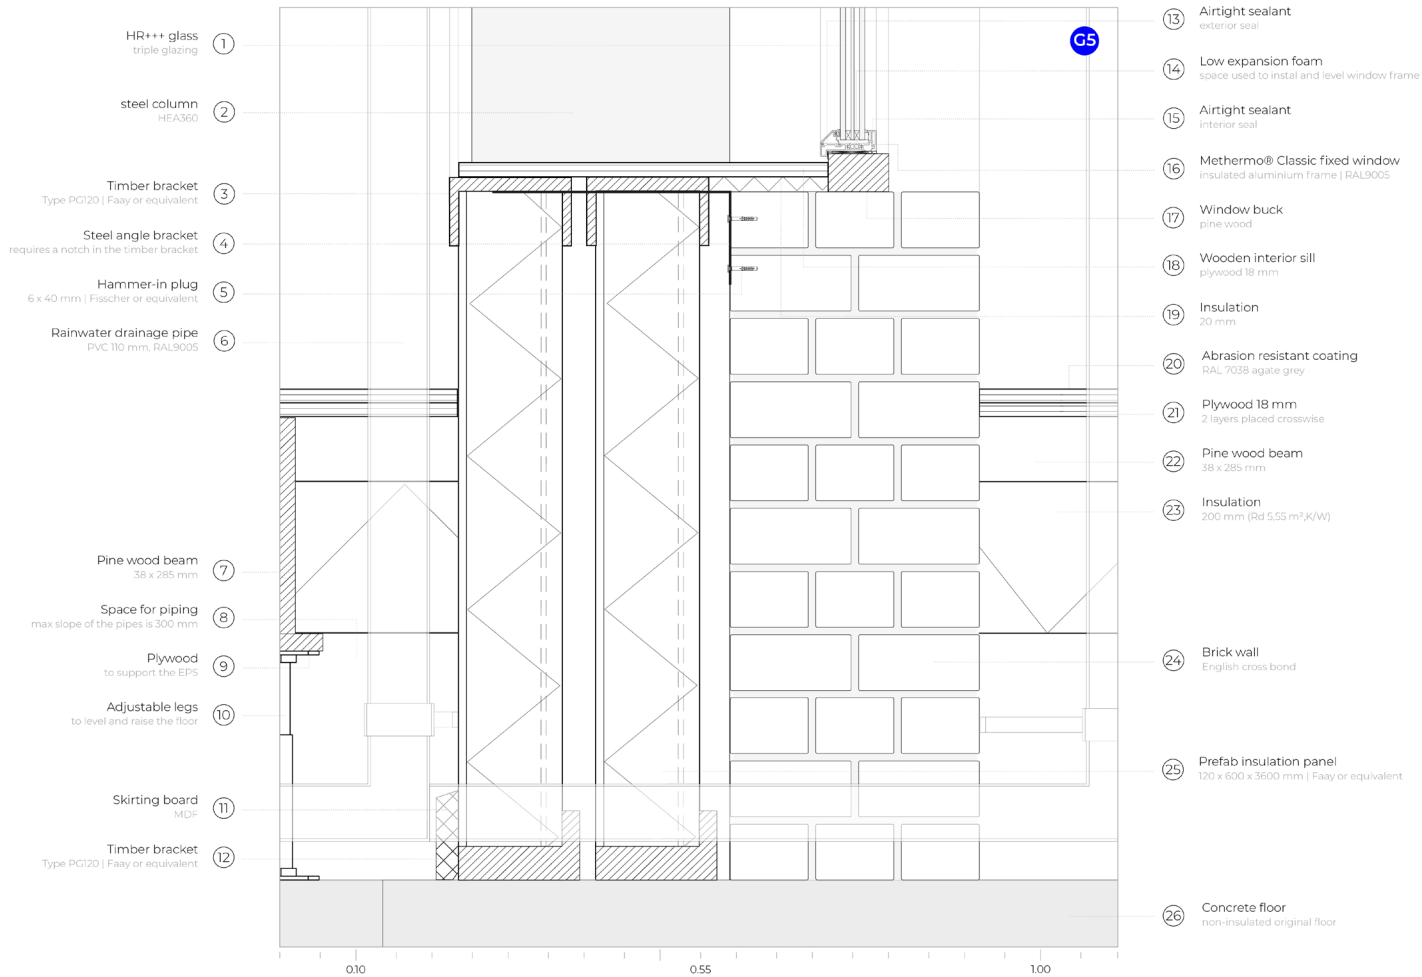 HR+++ glass
triple glazing
1
steel column
HEA360
2
Timber bracket
Type PG120 | Faay or equivalent
3
Steel angle bracket
requires a notch in the timber bracket
4
Hammer-in plug
6 x 40 mm | Fisscher or equivalent
5
Rainwater drainage pipe
PVC 110 mm, RAL9005
6
Pine wood beam
38 x 285 mm
7
Space for piping
max slope of the pipes is 300 mm
8
Plywood
to support the EPS
9
Adjustable legs
to level and raise the floor
10
Skirting board
MDF
11
Timber bracket
Type PG120 | Faay or equivalent
12
G5
13
Airtight sealant
exterior seal
14
Low expansion foam
space used to instal and level window frame
15
Airtight sealant
interior seal
16
Methermo® Classic fixed window
insulated aluminium frame | RAL9005
17
Window buck
pine wood
18
Wooden interior sill
plywood 18 mm
19
Insulation
20 mm
20
Abrasion resistant coating
RAL 7038 agate grey
21
Plywood 18 mm
2 layers placed crosswise
22
Pine wood beam
38 x 285 mm
23
Insulation
200 mm (Rd 5,55 m²,K/W)
24
Brick wall
English cross bond
25
Prefab insulation panel
120 x 600 x 3600 mm | Faay or equivalent
26
Concrete floor
non-insulated original floor
0.10
0.55
1.00